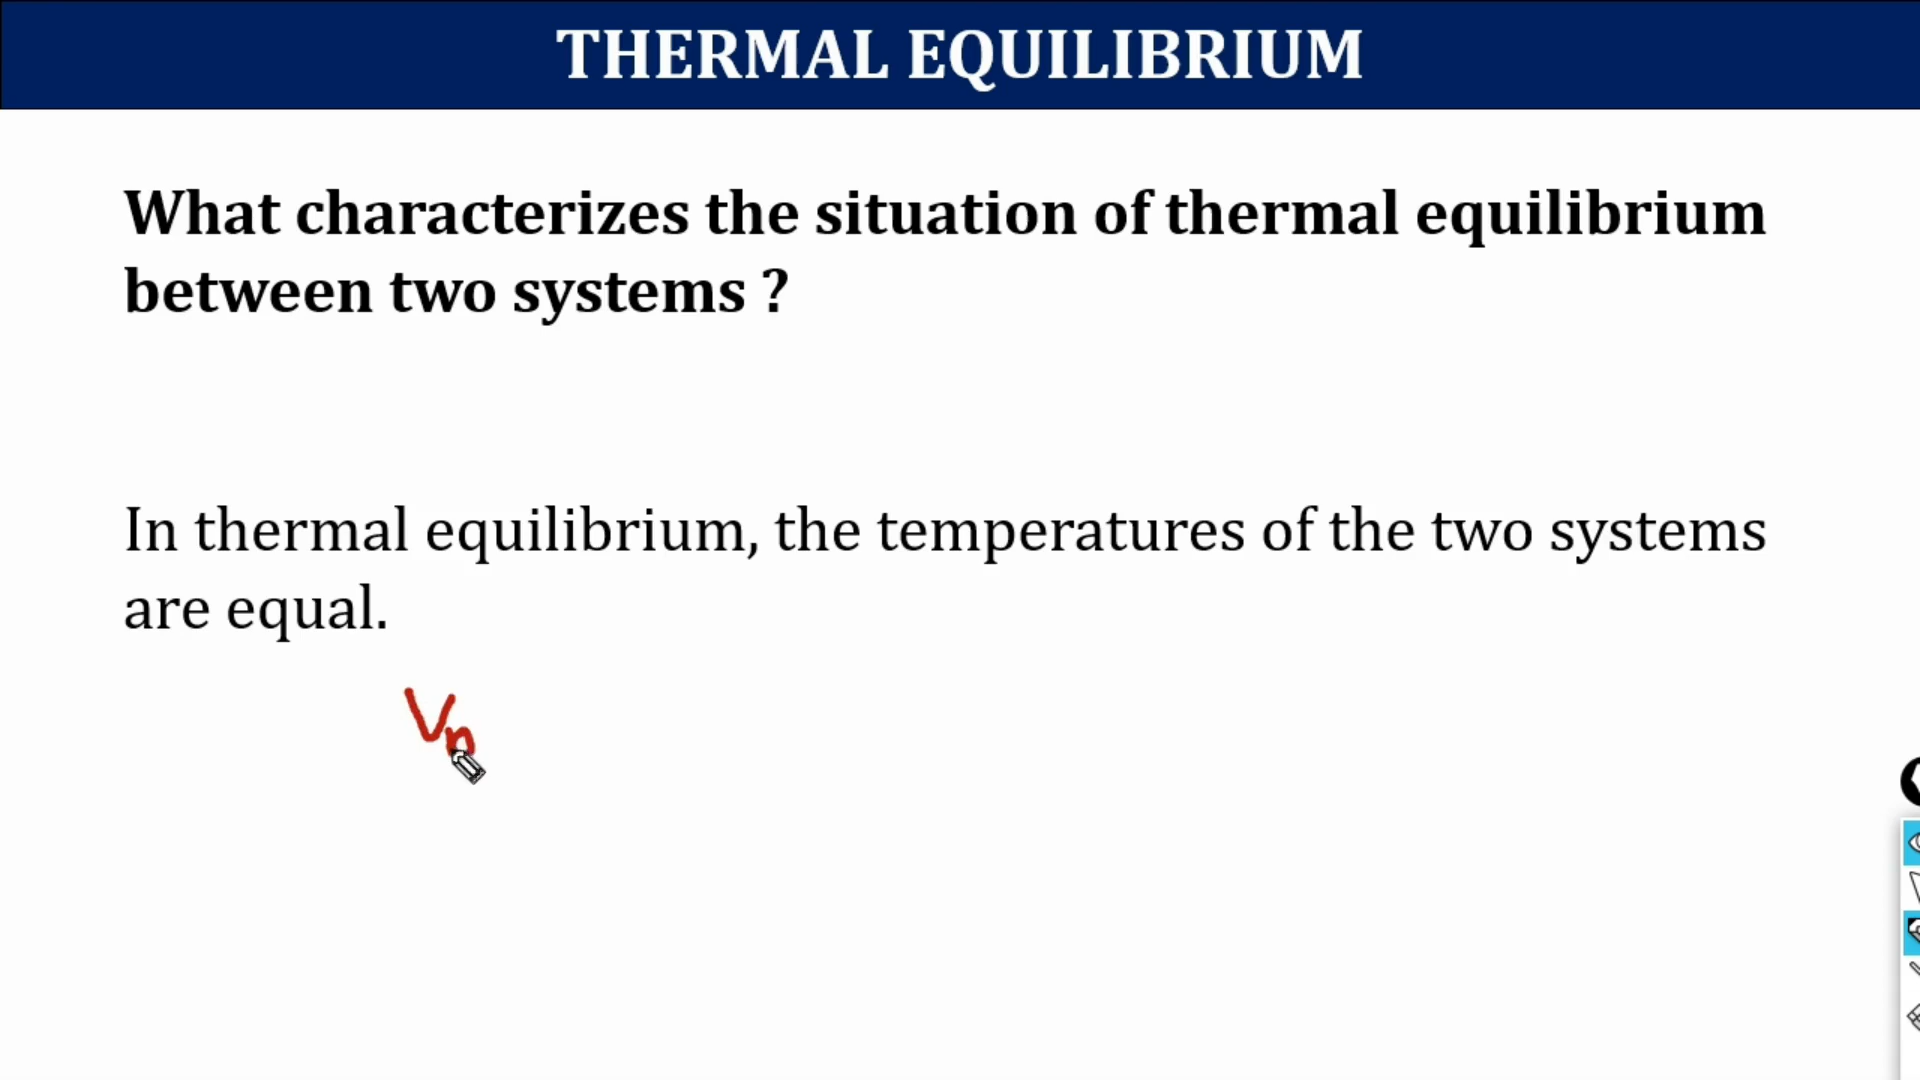 THERMAL EQUILIBRIUM
What characterizes the situation of thermal equilibrium
between two systems ?
In thermal equilibrium, the temperatures of the two systems
are equal.
Vn